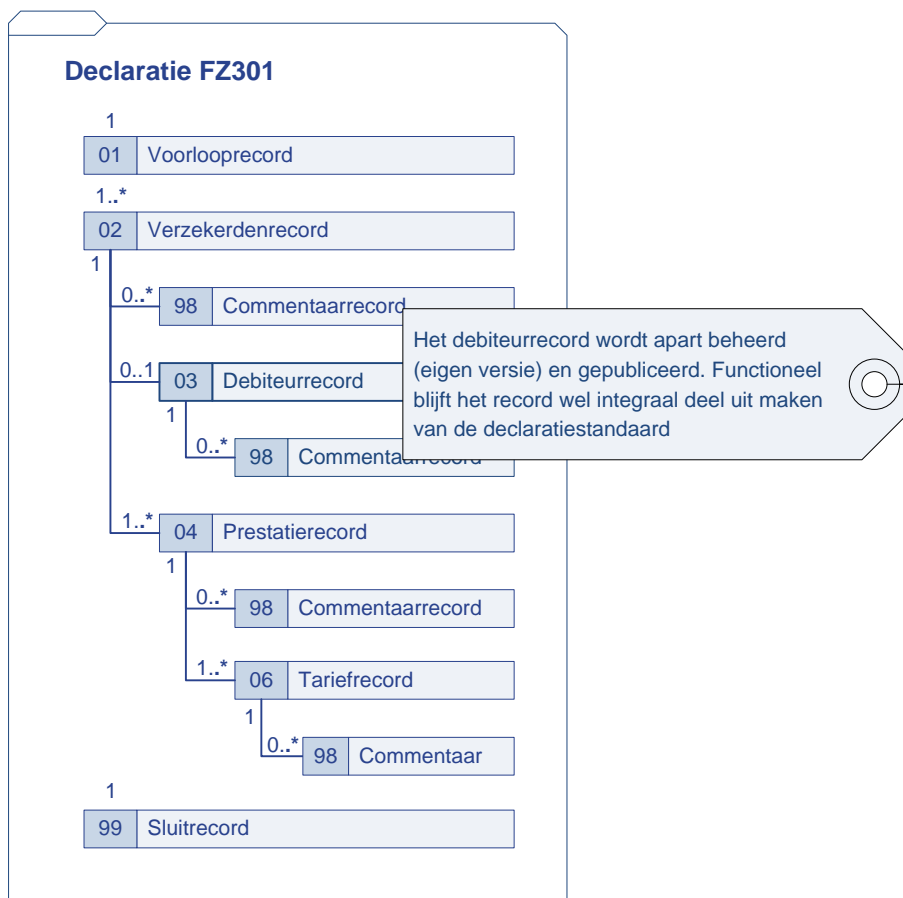 Declaratie FZ301
1
01 Voorlooprecord
1..*
02 Verzekerdenrecord
1
0..* 98 Commentaarrecord
Het debiteurrecord wordt apart beheerd
(eigen versie) en gepubliceerd. Functioneel
blijft het record wel integraal deel uit maken
van de declaratiestandaard
0..1 03 Debiteurrecord
1
0..* 98 Commentaarrecord
1..* 04 Prestatierecord
1
0..* 98 Commentaarrecord
1..* 06 Tariefrecord
1
0..* 98 Commentaar
1
99 Sluitrecord